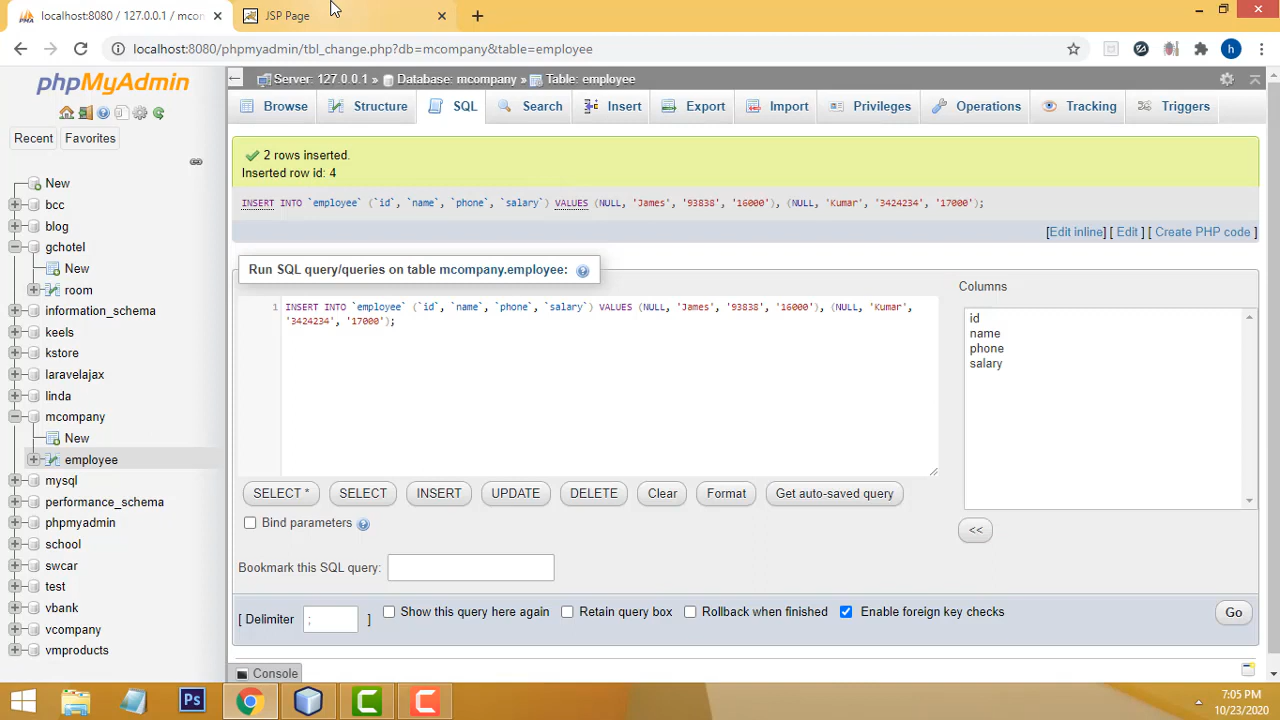 localhost:8080 / 127.0.0.1 / mcon
JSP Page
localhost:8080/phpmyadmin/tbl_change.php?db=mcompany&table=employee
h
phpMyAdmin
Recent
Favorites
New
bcc
blog
gchotel
New
room
information_schema
keels
kstore
laravelajax
linda
mcompany
New
employee
mysql
performance_schema
phpmyadmin
school
swcar
test
vbank
vcompany
vmproducts
Server: 127.0.0.1 » Database: mcompany » Table: employee
Browse Structure SQL Search Insert Export Import Privileges Operations Tracking Triggers
2 rows inserted.
Inserted row id: 4
INSERT INTO `employee` (`id`, `name`, `phone`, `salary`) VALUES (NULL, 'James', '93838', '16000'), (NULL, 'Kumar', '3424234', '17000');
[Edit inline] [ Edit ] [ Create PHP code ]
Run SQL query/queries on table mcompany.employee:
1 INSERT INTO `employee` (`id`, `name`, `phone`, `salary`) VALUES (NULL, 'James', '93838', '16000'), (NULL, 'Kumar',
'3424234', '17000');
Columns
id
name
phone
salary
SELECT * SELECT INSERT UPDATE DELETE Clear Format Get auto-saved query
<<
Bind parameters
Bookmark this SQL query:
[ Delimiter ; ] Show this query here again Retain query box Rollback when finished Enable foreign key checks Go
Console
Ps
7:05 PM
10/23/2020